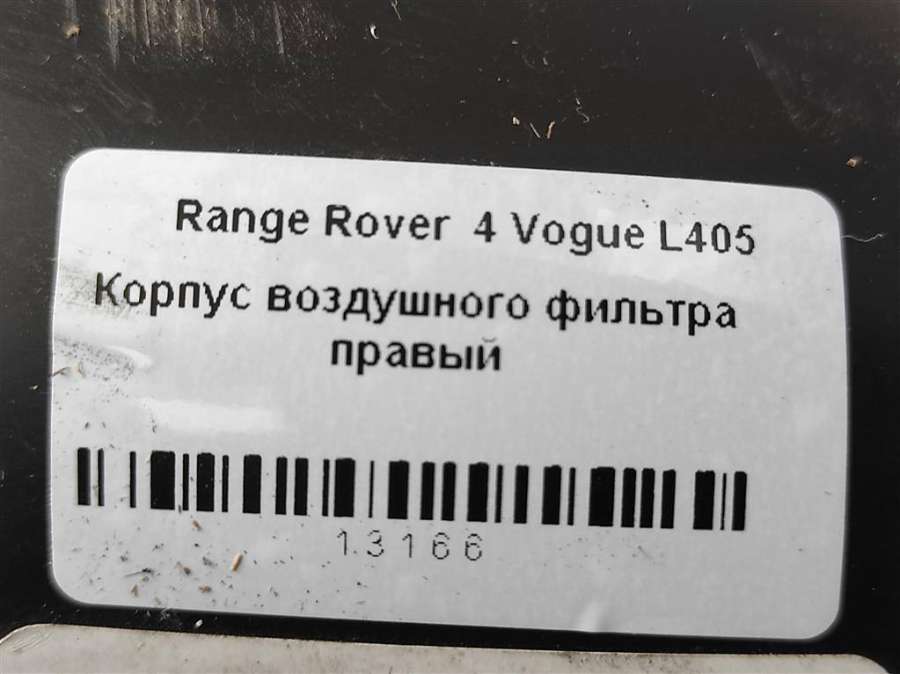 Range Rover 4 Vogue L405
Корпус воздушного фильтра
правый
13166